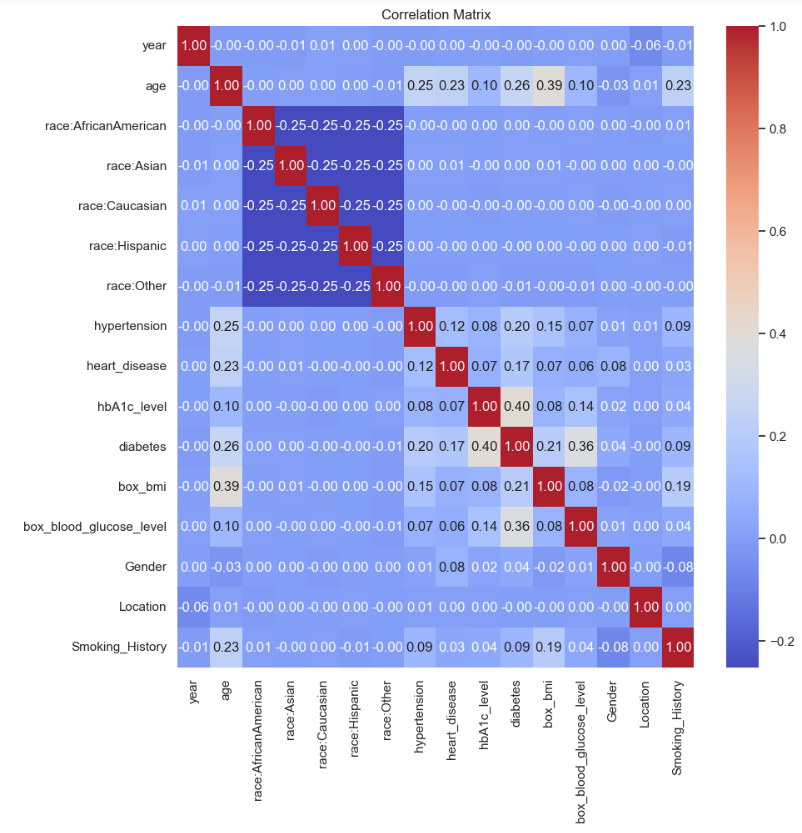 Correlation Matrix
year 1.00 -0.00 -0.00 -0.01 0.01 0.00 -0.00 -0.00 0.00 -0.00 -0.00 -0.00 0.00 0.00 -0.06 -0.01
age -0.00 1.00 -0.00 0.00 0.00 0.00 -0.01 0.25 0.23 0.10 0.26 0.39 0.10 -0.03 0.01 0.23
race:AfricanAmerican -0.00 -0.00 1.00 -0.25 -0.25 -0.25 -0.25 -0.00 -0.00 0.00 0.00 -0.00 0.00 0.00 -0.00 0.01
race:Asian -0.01 0.00 -0.25 1.00 -0.25 -0.25 -0.25 0.00 0.01 -0.00 0.00 0.01 -0.00 0.00 0.00 -0.00
race:Caucasian 0.01 0.00 -0.25 -0.25 1.00 -0.25 -0.25 0.00 -0.00 -0.00 -0.00 -0.00 -0.00 0.00 -0.00 0.00
race:Hispanic 0.00 0.00 -0.25 -0.25 -0.25 1.00 -0.25 0.00 -0.00 0.00 -0.00 0.00 -0.00 0.00 0.00 -0.01
race:Other -0.00 -0.01 -0.25 -0.25 -0.25 -0.25 1.00 -0.00 -0.00 0.00 -0.01 -0.00 -0.01 -0.00 -0.00 -0.00
hypertension -0.00 0.25 -0.00 0.00 0.00 0.00 -0.00 1.00 0.12 0.08 0.20 0.15 0.07 0.01 0.01 0.09
heart_disease 0.00 0.23 -0.00 0.01 -0.00 -0.00 -0.00 0.12 1.00 0.07 0.17 0.07 0.06 0.08 0.00 0.03
hbA1c_level -0.00 0.10 0.00 -0.00 -0.00 0.00 0.00 0.08 0.07 1.00 0.40 0.08 0.14 0.02 0.00 0.04
diabetes -0.00 0.26 0.00 0.00 -0.00 -0.00 -0.01 0.20 0.17 0.40 1.00 0.21 0.36 0.04 -0.00 0.09
box_bmi -0.00 0.39 -0.00 0.01 -0.00 0.00 -0.00 0.15 0.07 0.08 0.21 1.00 0.08 -0.02 -0.00 0.19
box_blood_glucose_level 0.00 0.10 0.00 -0.00 -0.00 -0.00 -0.01 0.07 0.06 0.14 0.36 0.08 1.00 0.01 0.00 0.04
Gender 0.00 -0.03 0.00 0.00 0.00 0.00 -0.00 0.01 0.08 0.02 0.04 -0.02 0.01 1.00 -0.00 -0.08
Location -0.06 0.01 -0.00 0.00 -0.00 0.00 -0.00 0.01 0.00 0.00 -0.00 -0.00 0.00 -0.00 1.00 0.00
Smoking_History -0.01 0.23 0.01 -0.00 0.00 -0.01 -0.00 0.09 0.03 0.04 0.09 0.19 0.04 -0.08 0.00 1.00
year age race:AfricanAmerican race:Asian race:Caucasian race:Hispanic race:Other hypertension heart_disease hbA1c_level diabetes box_bmi box_blood_glucose_level Gender Location Smoking_History
1.0
0.8
0.6
0.4
0.2
0.0
−0.2